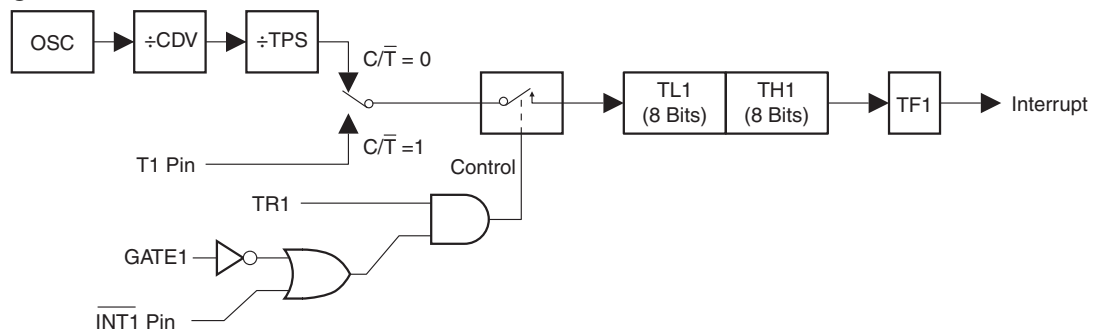 OSC
÷CDV
÷TPS
C/T̅ = 0
TL1
(8 Bits)
TH1
(8 Bits)
TF1
Interrupt
C/T̅ =1
T1 Pin
Control
TR1
GATE1
I̅N̅T̅1̅ Pin